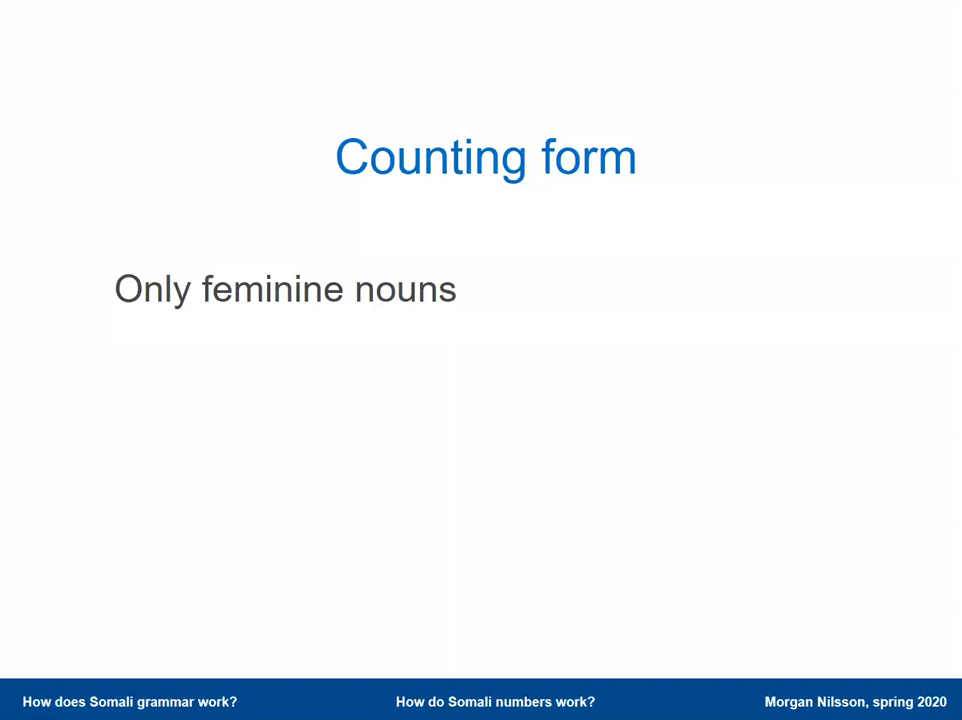 Counting form
Only feminine nouns
How does Somali grammar work? How do Somali numbers work? Morgan Nilsson, spring 2020